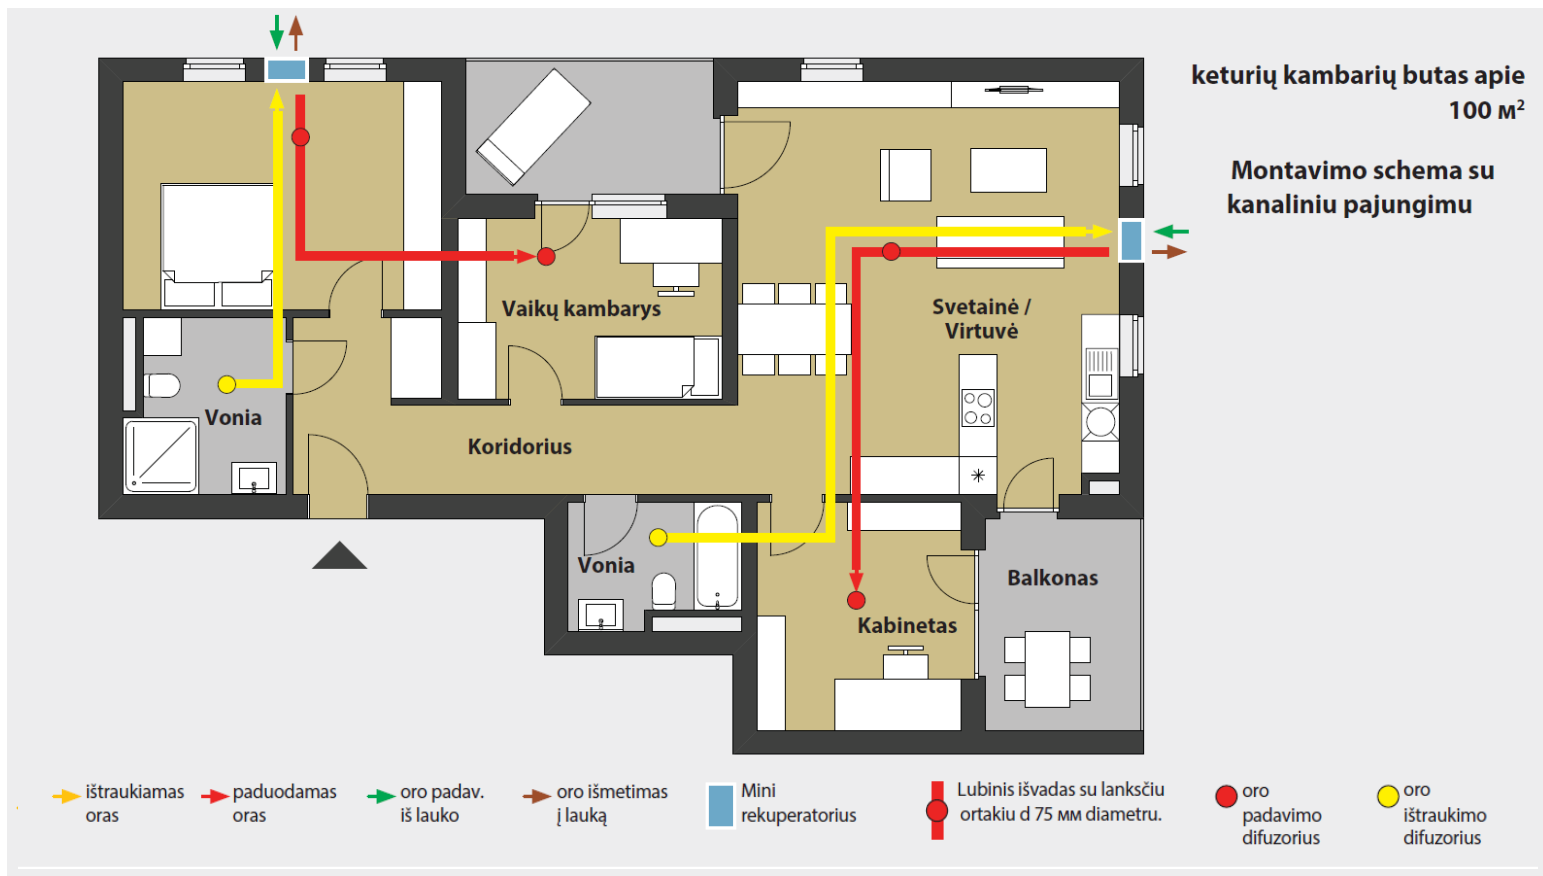 keturių kambarių butas apie
100 м²
Montavimo schema su
kanaliniu pajungimu
Vaikų kambarys
Svetainė /
Virtuvė
Vonia
Koridorius
Vonia
Balkonas
Kabinetas
ištraukiamas
oras
paduodamas
oras
oro padav.
iš lauko
oro išmetimas
į lauką
Mini
rekuperatorius
Lubinis išvadas su lanksčiu
ortakiu d 75 мм diametru.
oro
padavimo
difuzorius
oro
ištraukimo
difuzorius